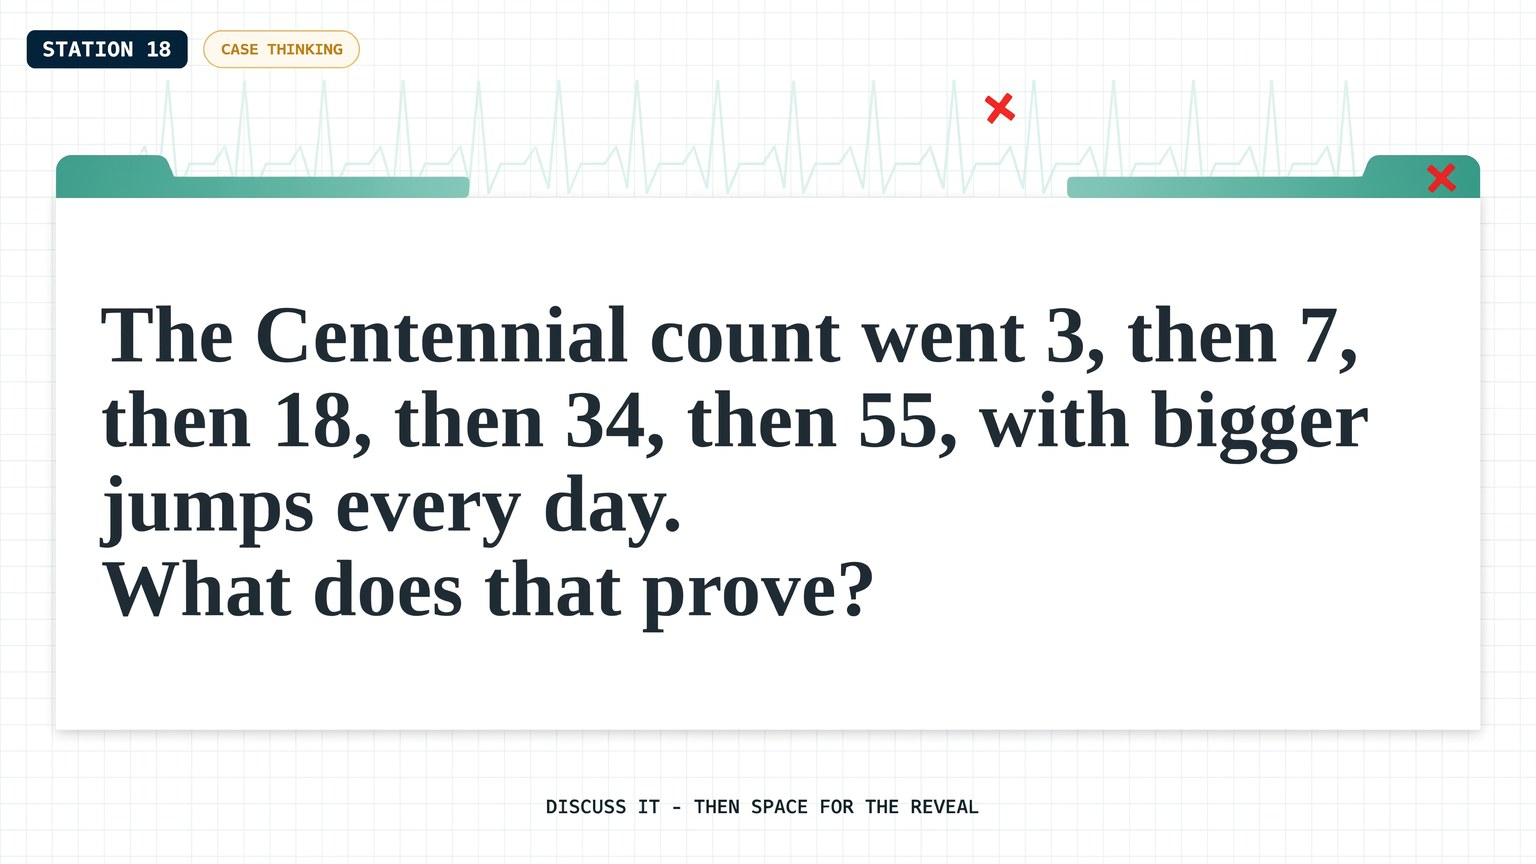 STATION 18
CASE THINKING
The Centennial count went 3, then 7,
then 18, then 34, then 55, with bigger
jumps every day.
What does that prove?
DISCUSS IT - THEN SPACE FOR THE REVEAL